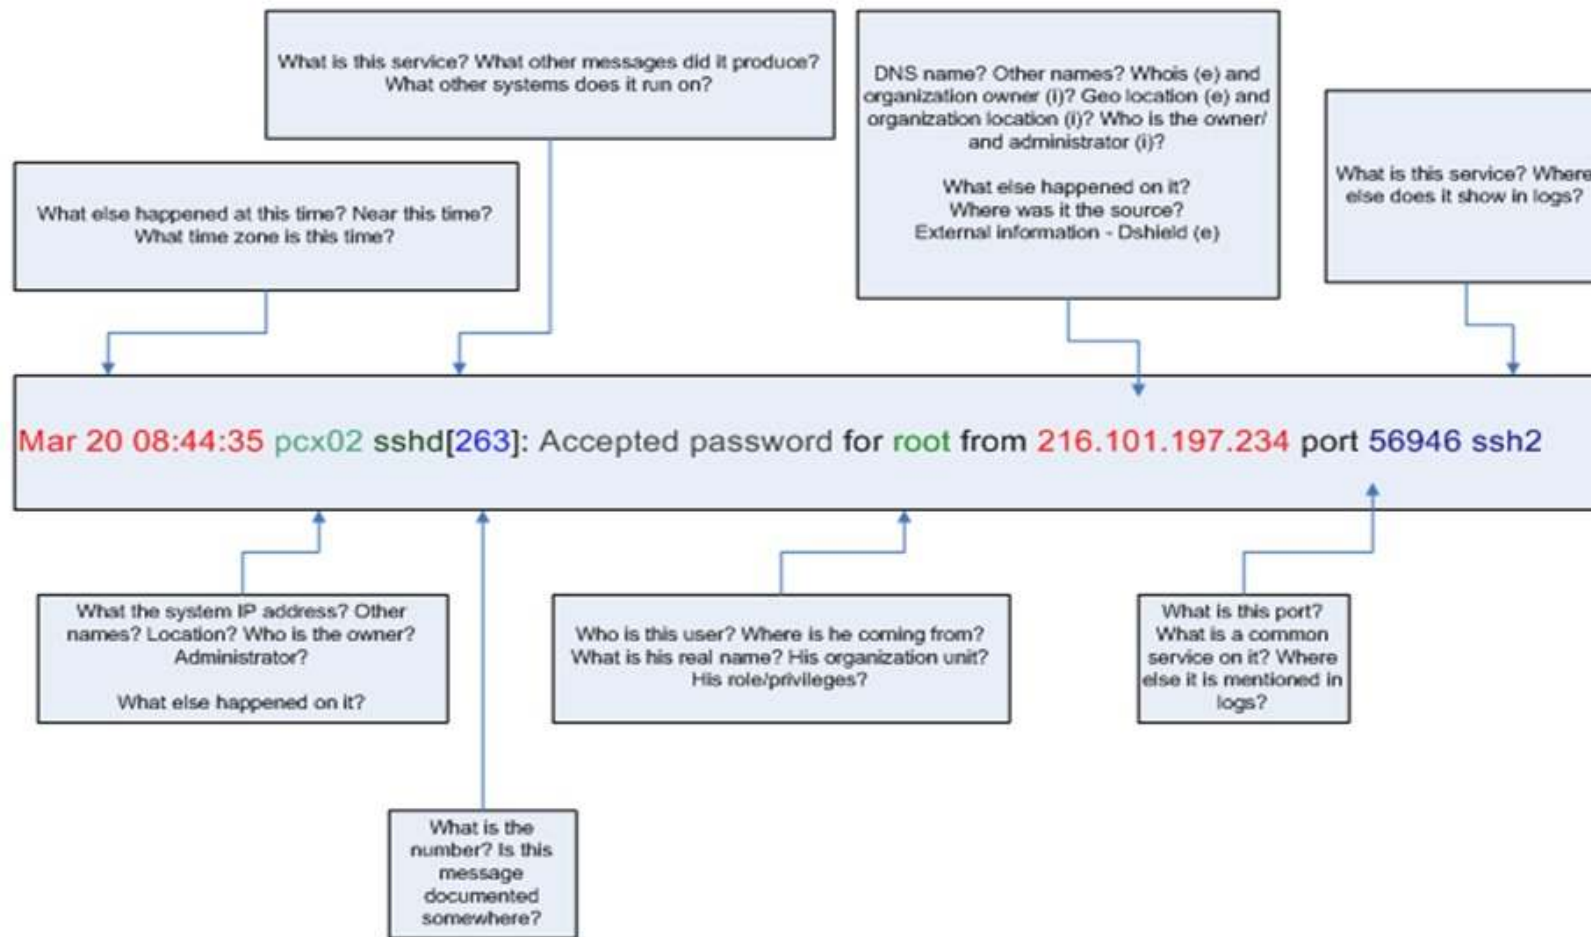 What is this service? What other messages did it produce?
What other systems does it run on?
DNS name? Other names? Whois (e) and
organization owner (i)? Geo location (e) and
organization location (i)? Who is the owner/
and administrator (i)?
What else happened on it?
Where was it the source?
External information - Dshield (e)
What is this service? Where
else does it show in logs?
What else happened at this time? Near this time?
What time zone is this time?
Mar 20 08:44:35 pcx02 sshd[263]: Accepted password for root from 216.101.197.234 port 56946 ssh2
What the system IP address? Other
names? Location? Who is the owner?
Administrator?
What else happened on it?
Who is this user? Where is he coming from?
What is his real name? His organization unit?
His role/privileges?
What is this port?
What is a common
service on it? Where
else it is mentioned in
logs?
What is the
number? Is this
message
documented
somewhere?